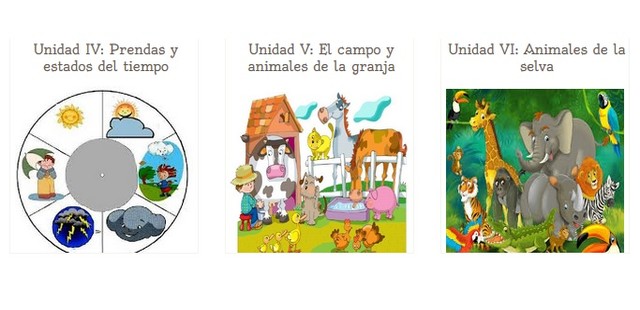 Unidad IV: Prendas y
estados del tiempo
Unidad V: El campo y
animales de la granja
Unidad VI: Animales de la
selva